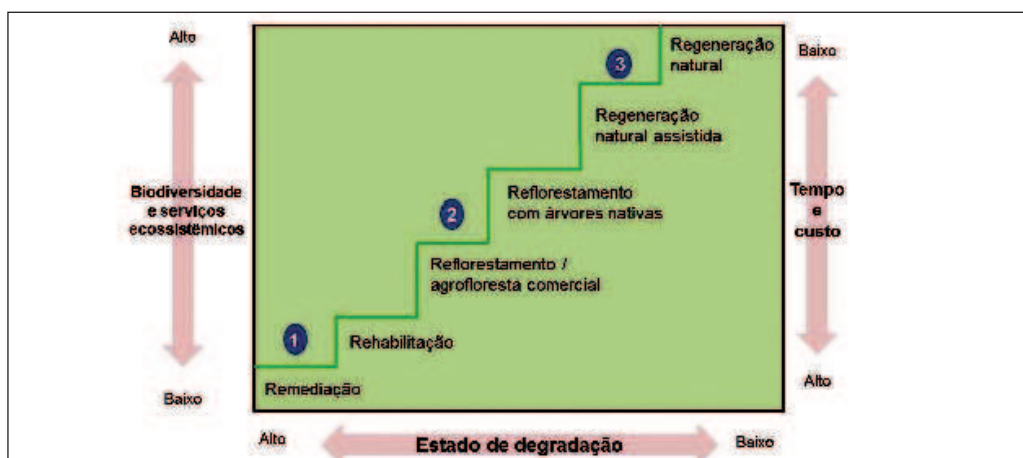 Alto
Biodiversidade
e serviços
ecossistêmicos
Baixo
3
Regeneração
natural
Regeneração
natural assistida
2
Reflorestamento
com árvores nativas
Reflorestamento /
agrofloresta comercial
1
Rehabilitação
Remediação
Baixo
Tempo
e
custo
Alto
Alto
Estado de degradação
Baixo